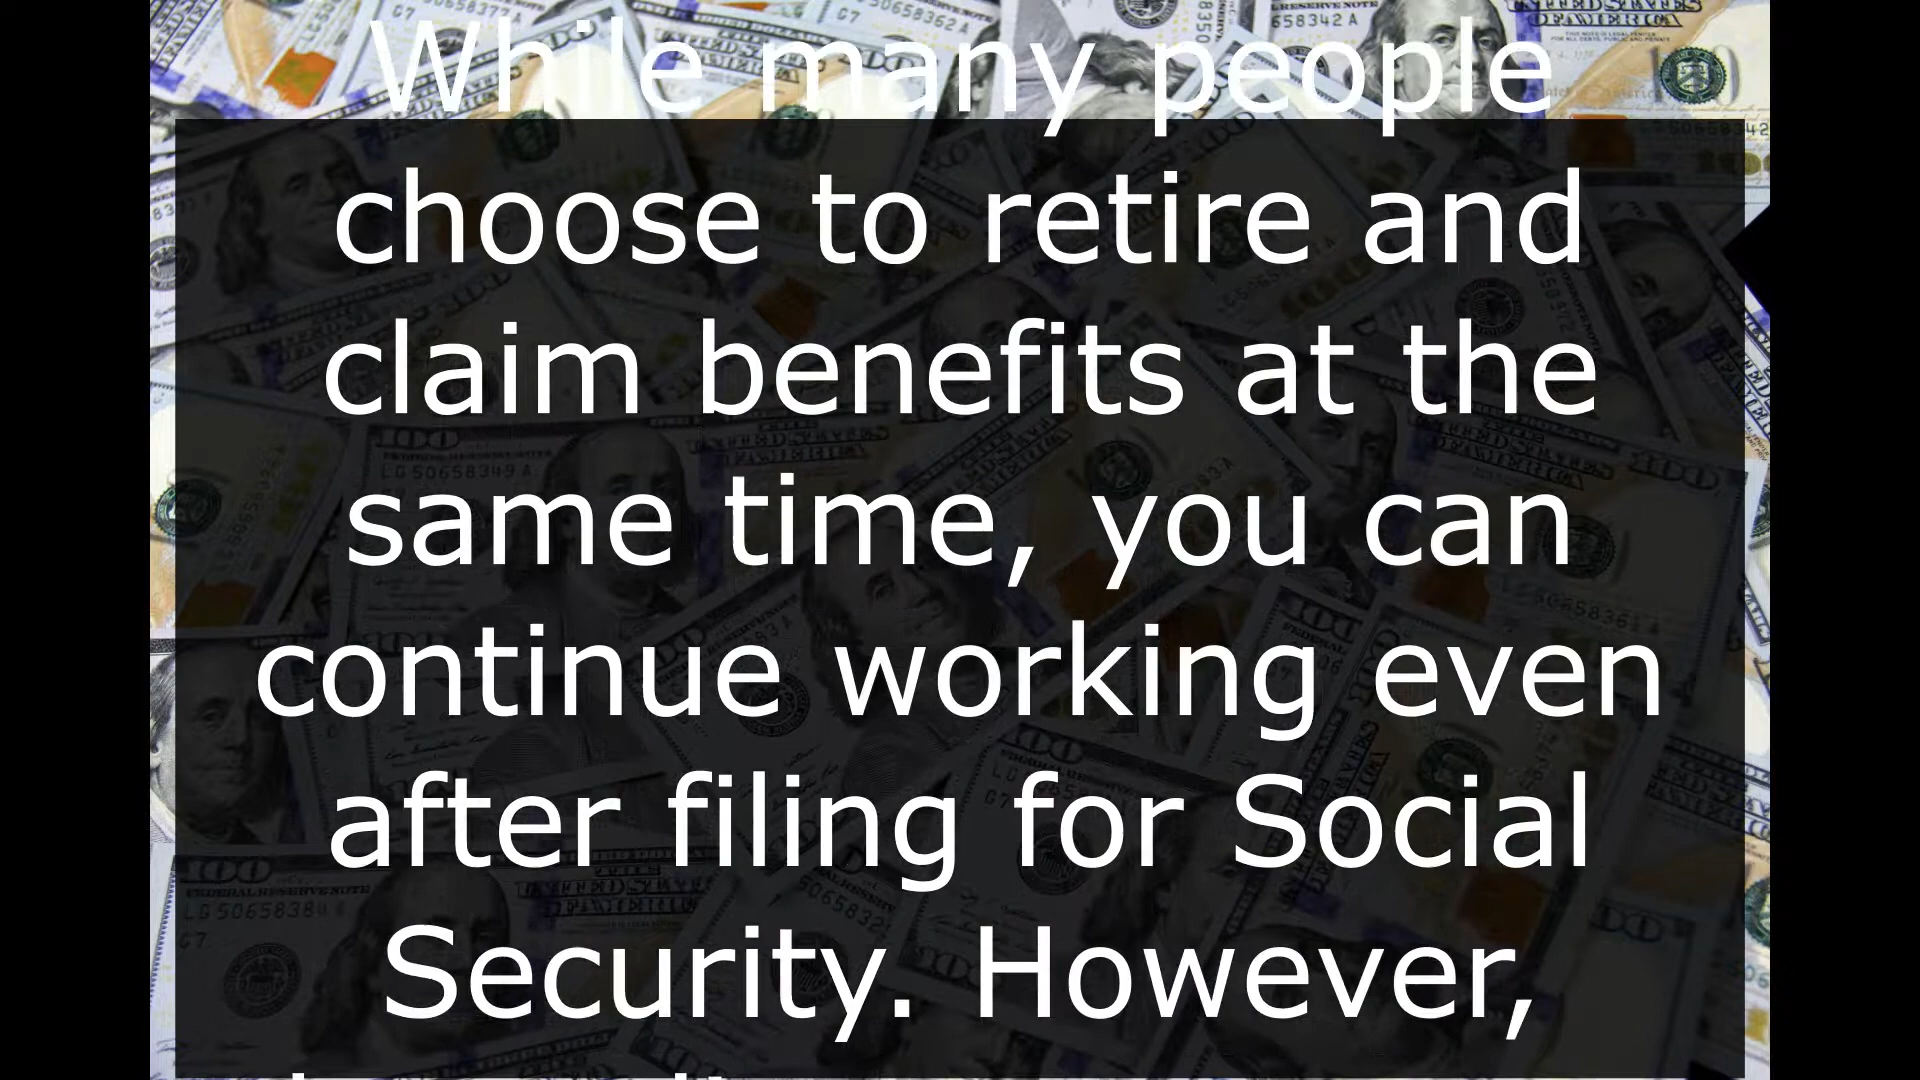 While many people
choose to retire and
claim benefits at the
same time, you can
continue working even
after filing for Social
Security. However,